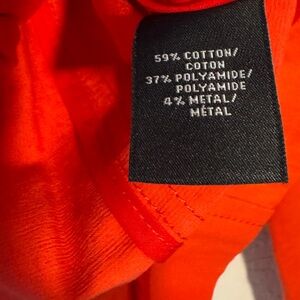 59% COTTON/
COTON
37% POLYAMIDE/
POLYAMIDE
4% METAL/
MÉTAL